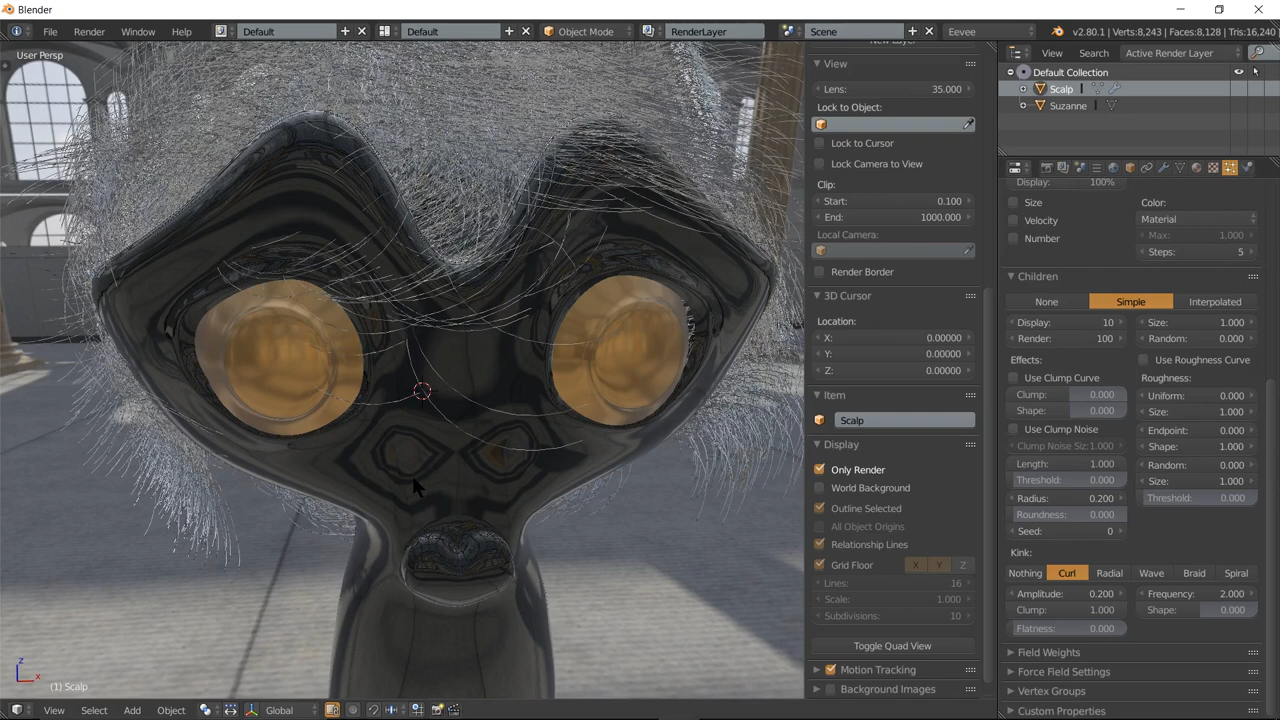 Blender
File Render Window Help Default Default Object Mode RenderLayer Scene Eevee v2.80.1 | Verts:8,243 | Faces:8,128 | Tris:16,240
User Persp
(1) Scalp
View Select Add Object Global
New Layer
View
Lens: 35.000
Lock to Object:
Lock to Cursor
Lock Camera to View
Clip:
Start: 0.100
End: 1000.000
Local Camera:
Render Border
3D Cursor
Location:
X: 0.00000
Y: 0.00000
Z: 0.00000
Item
Scalp
Display
Only Render
World Background
Outline Selected
All Object Origins
Relationship Lines
Grid Floor X Y Z
Lines: 16
Scale: 1.000
Subdivisions: 10
Toggle Quad View
Motion Tracking
Background Images
View Search Active Render Layer
Default Collection
Scalp
Suzanne
Display: 100%
Size Color:
Velocity Material
Number Max: 1.000
Steps: 5
Children
None Simple Interpolated
Display: 10 Size: 1.000
Render: 100 Random: 0.000
Effects: Use Roughness Curve
Use Clump Curve Roughness:
Clump: 0.000 Uniform: 0.000
Shape: 0.000 Size: 1.000
Use Clump Noise Endpoint: 0.000
Clump Noise Siz:1.000 Shape: 1.000
Length: 1.000 Random: 0.000
Threshold: 0.000 Size: 1.000
Radius: 0.200 Threshold: 0.000
Roundness: 0.000
Seed: 0
Kink:
Nothing Curl Radial Wave Braid Spiral
Amplitude: 0.200 Frequency: 2.000
Clump: 1.000 Shape: 0.000
Flatness: 0.000
Field Weights
Force Field Settings
Vertex Groups
Custom Properties
z
x